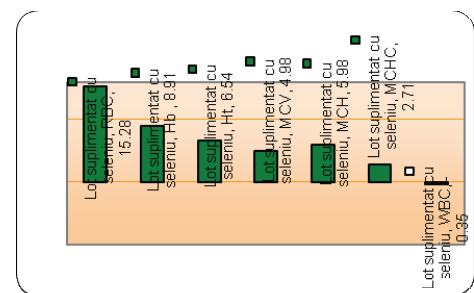 Lot suplimentat cu
seleniu, RBC,
15.28
Lot suplimentat cu
seleniu, Hb , 8.91
Lot suplimentat cu
seleniu, Ht, 6.54
Lot suplimentat cu
seleniu, MCV, 4.98
Lot suplimentat cu
seleniu, MCH, 5.98
Lot suplimentat cu
seleniu, MCHC,
2.71
Lot suplimentat cu
seleniu, WBC, -
0.35